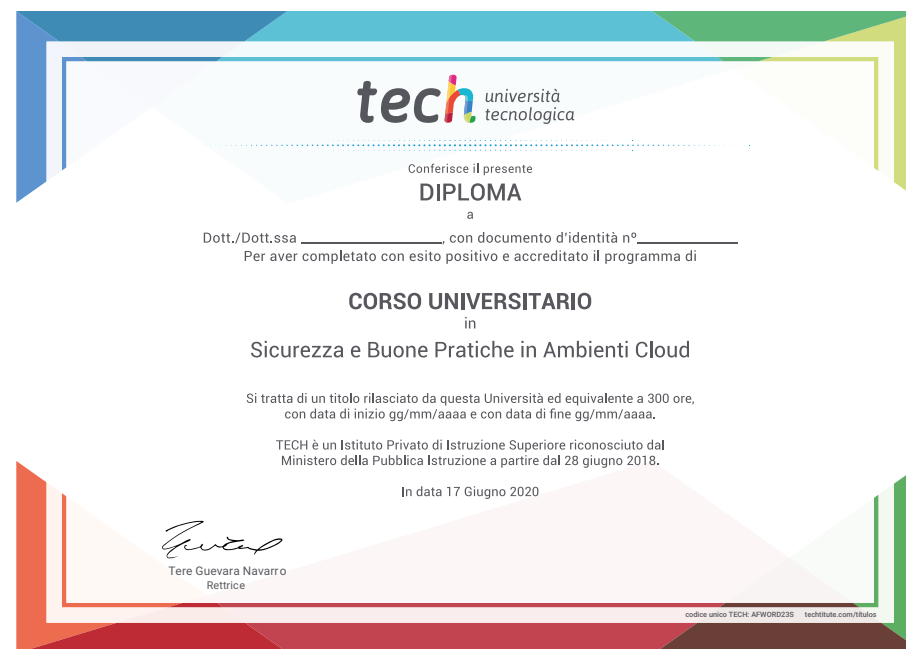 tech università
tecnologica
Conferisce il presente
DIPLOMA
a
Dott./Dott.ssa ____________________, con documento d'identità nº______________
Per aver completato con esito positivo e accreditato il programma di
CORSO UNIVERSITARIO
in
Sicurezza e Buone Pratiche in Ambienti Cloud
Si tratta di un titolo rilasciato da questa Università ed equivalente a 300 ore,
con data di inizio gg/mm/aaaa e con data di fine gg/mm/aaaa.
TECH è un Istituto Privato di Istruzione Superiore riconosciuto dal
Ministero della Pubblica Istruzione a partire dal 28 giugno 2018.
In data 17 Giugno 2020
Tere Guevara Navarro
Rettrice
codice unico TECH: AFWORD23S techtitute.com/titulos